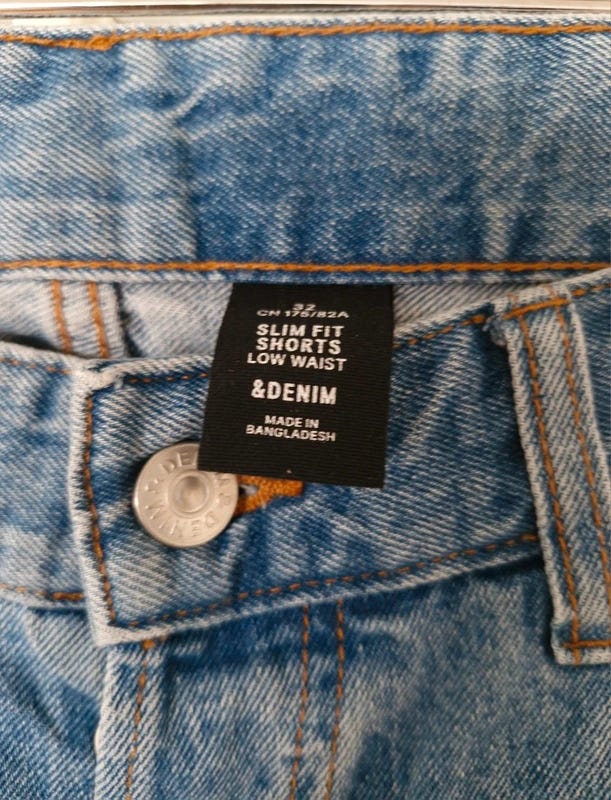 32
CN 175/82A
SLIM FIT
SHORTS
LOW WAIST
&DENIM
MADE IN
BANGLADESH